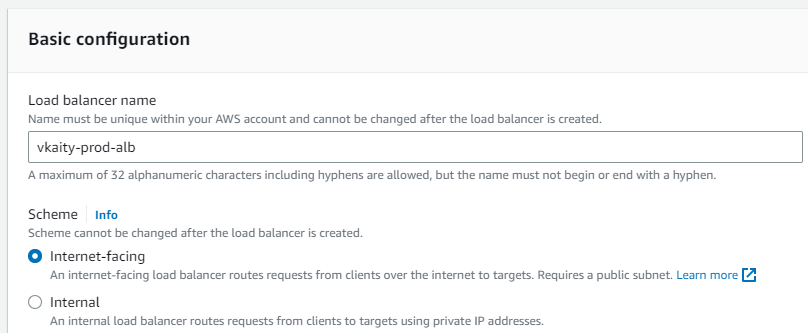 Basic configuration
Load balancer name
Name must be unique within your AWS account and cannot be changed after the load balancer is created.
vkaity-prod-alb
A maximum of 32 alphanumeric characters including hyphens are allowed, but the name must not begin or end with a hyphen.
Scheme Info
Scheme cannot be changed after the load balancer is created.
Internet-facing
An internet-facing load balancer routes requests from clients over the internet to targets. Requires a public subnet. Learn more
Internal
An internal load balancer routes requests from clients to targets using private IP addresses.